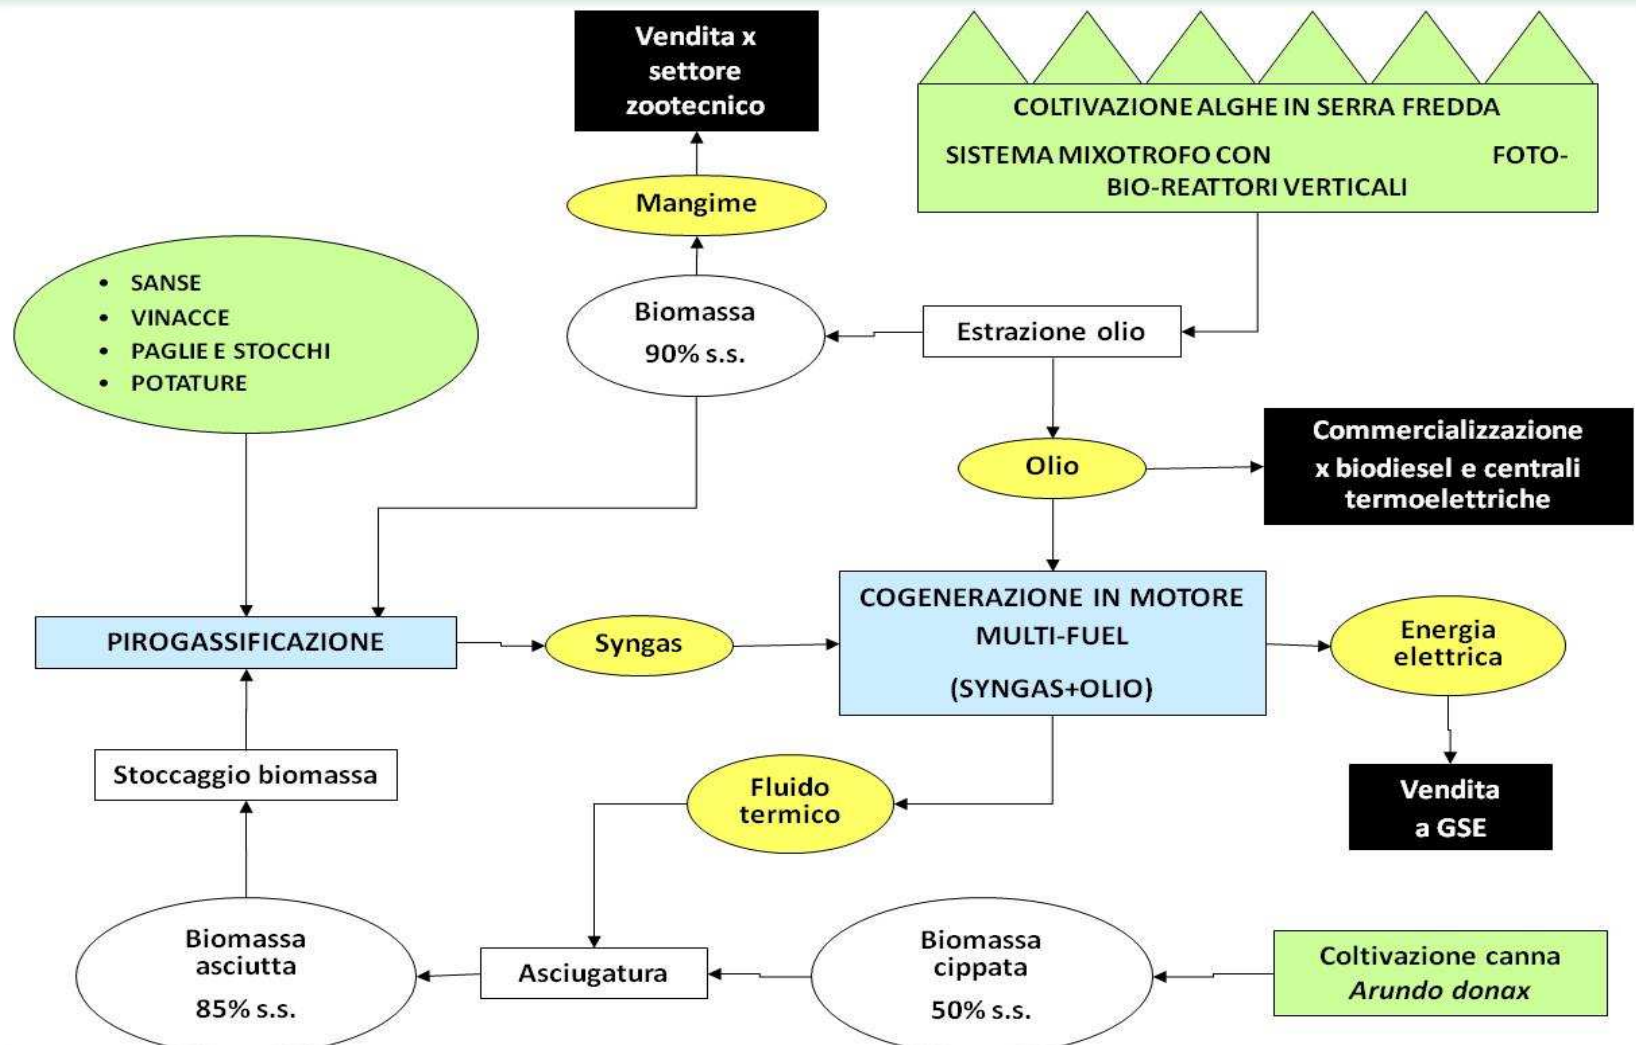 Vendita x
settore
zootecnico
COLTIVAZIONE ALGHE IN SERRA FREDDA
SISTEMA MIXOTROFO CON FOTO-
BIO-REATTORI VERTICALI
Mangime
• SANSE
• VINACCE
• PAGLIE E STOCCHI
• POTATURE
Biomassa
90% s.s.
Estrazione olio
Olio
Commercializzazione
x biodiesel e centrali
termoelettriche
PIROGASSIFICAZIONE
Syngas
COGENERAZIONE IN MOTORE
MULTI-FUEL
(SYNGAS+OLIO)
Energia
elettrica
Stoccaggio biomassa
Fluido
termico
Vendita
a GSE
Biomassa
asciutta
85% s.s.
Asciugatura
Biomassa
cippata
50% s.s.
Coltivazione canna
Arundo donax